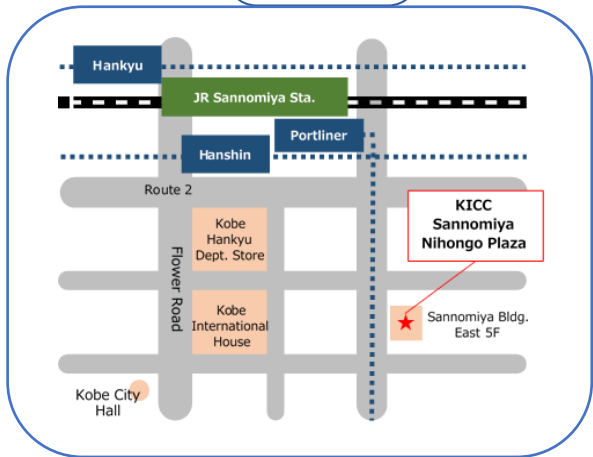 Hankyu
JR Sannomiya Sta.
Portliner
Hanshin
Route 2
KICC
Sannomiya
Nihongo Plaza
Kobe
Hankyu
Dept. Store
Flower Road
Kobe
International
House
Sannomiya Bldg.
East 5F
Kobe City
Hall